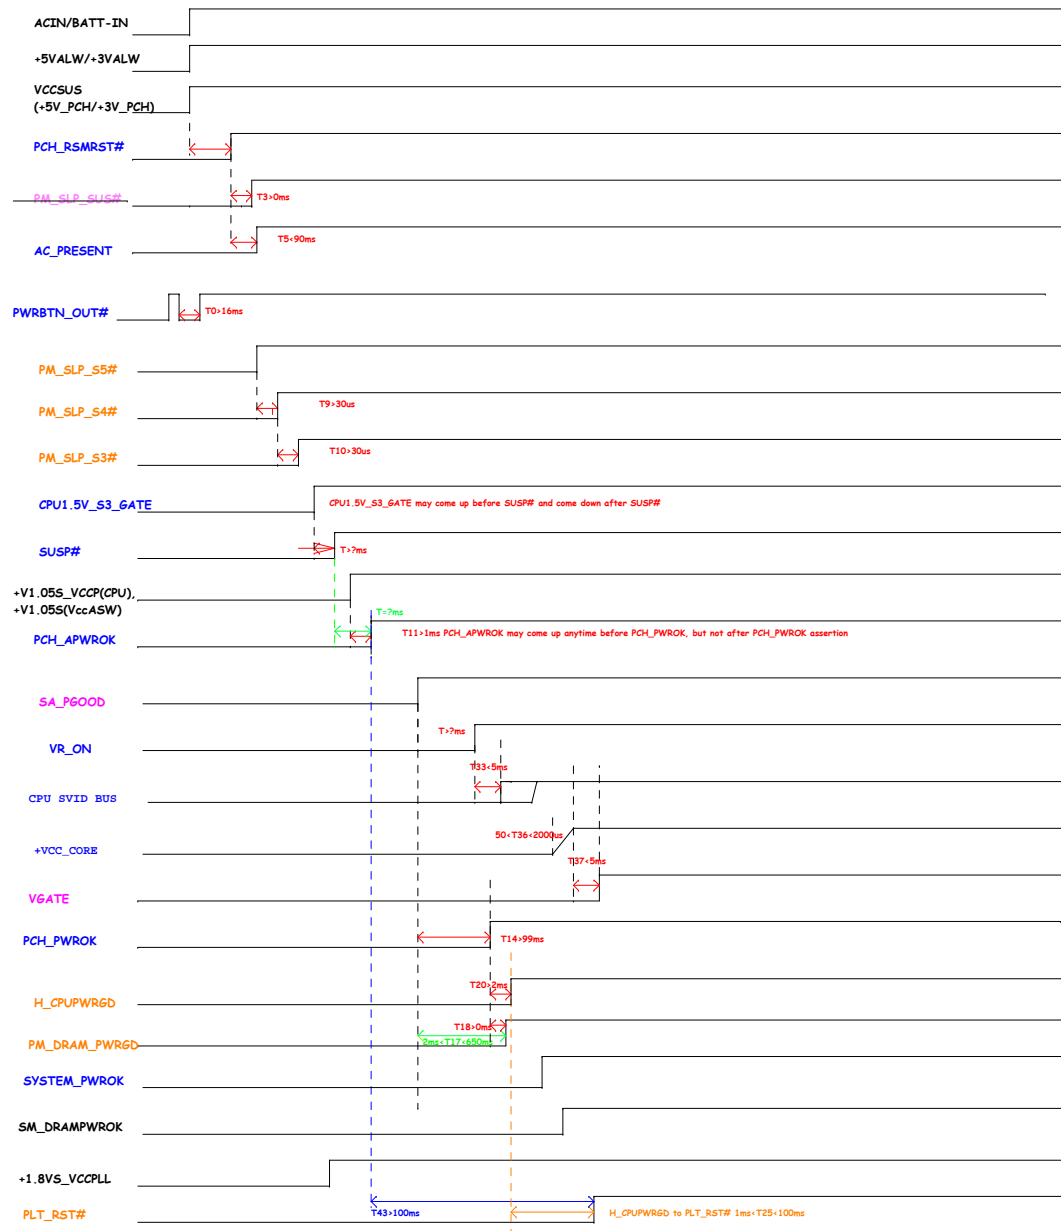 ACIN/BATT-IN
+5VALW/+3VALW
VCCSUS
(+5V_PCH/+3V_PCH)
PCH_RSMRST#
PM_SLP_SUS#
T3>0ms
T5<90ms
AC_PRESENT
PWRBTN_OUT#
T0>16ms
PM_SLP_S5#
PM_SLP_S4#
T9>30us
PM_SLP_S3#
T10>30us
CPU1.5V_S3_GATE
CPU1.5V_S3_GATE may come up before SUSP# and come down after SUSP#
SUSP#
T>?ms
+V1.05S_VCCP(CPU),
+V1.05S(VccASW)
T=?ms
PCH_APWROK
T11>1ms PCH_APWROK may come up anytime before PCH_PWROK, but not after PCH_PWROK assertion
SA_PGOOD
T>?ms
VR_ON
T33<5ms
CPU SVID BUS
50<T36<2000us
+VCC_CORE
T37<5ms
VGATE
PCH_PWROK
T14>99ms
T20>2ms
H_CPUPWRGD
T18>0ms
PM_DRAM_PWRGD
2ms<T17<650ms
SYSTEM_PWROK
SM_DRAMPWROK
+1.8VS_VCCPLL
PLT_RST#
T43>100ms
H_CPUPWRGD to PLT_RST# 1ms<T25<100ms